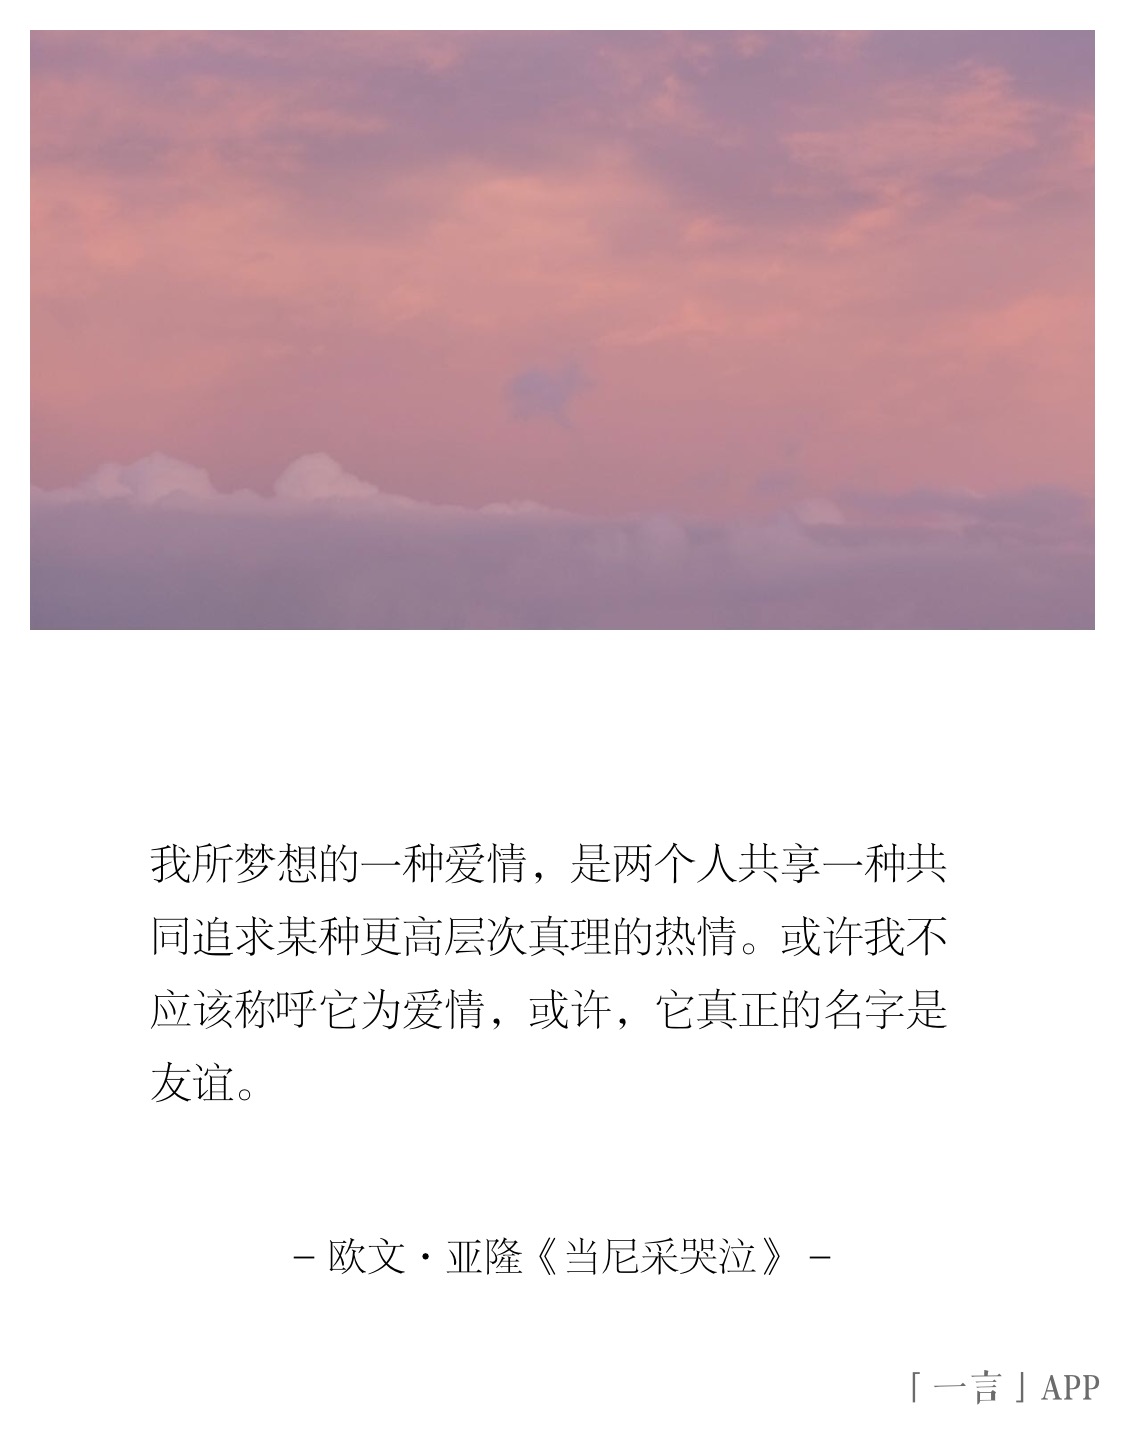 我所梦想的一种爱情，是两个人共享一种共
同追求某种更高层次真理的热情。或许我不
应该称呼它为爱情，或许，它真正的名字是
友谊。
– 欧文·亚隆《当尼采哭泣》 –
「一言」APP